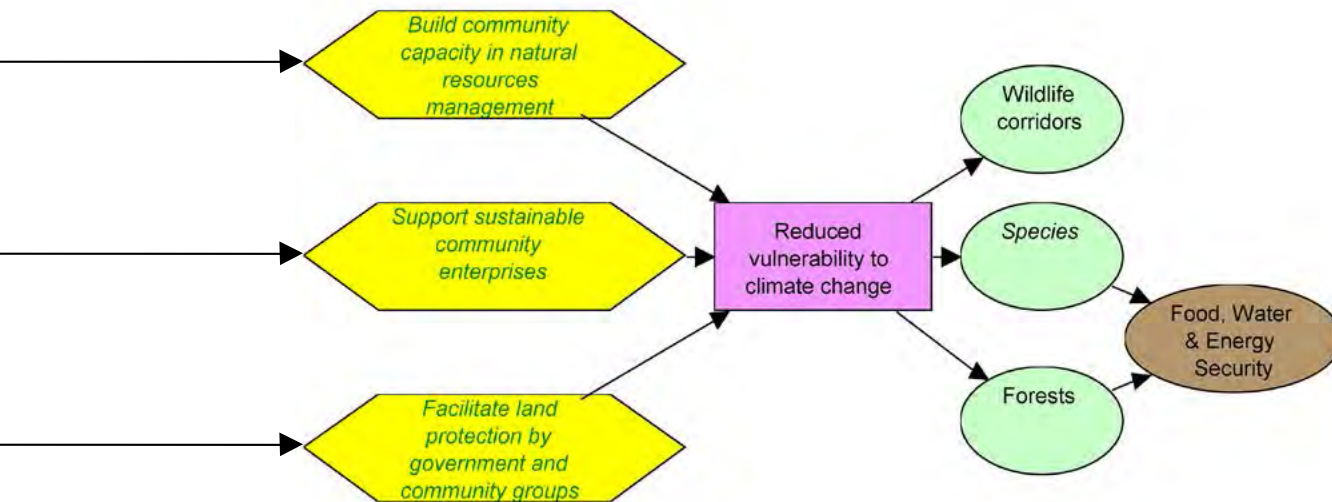 Build community
capacity in natural
resources
management
Support sustainable
community
enterprises
Facilitate land
protection by
government and
community groups
Reduced
vulnerability to
climate change
Wildlife
corridors
Species
Forests
Food, Water
& Energy
Security